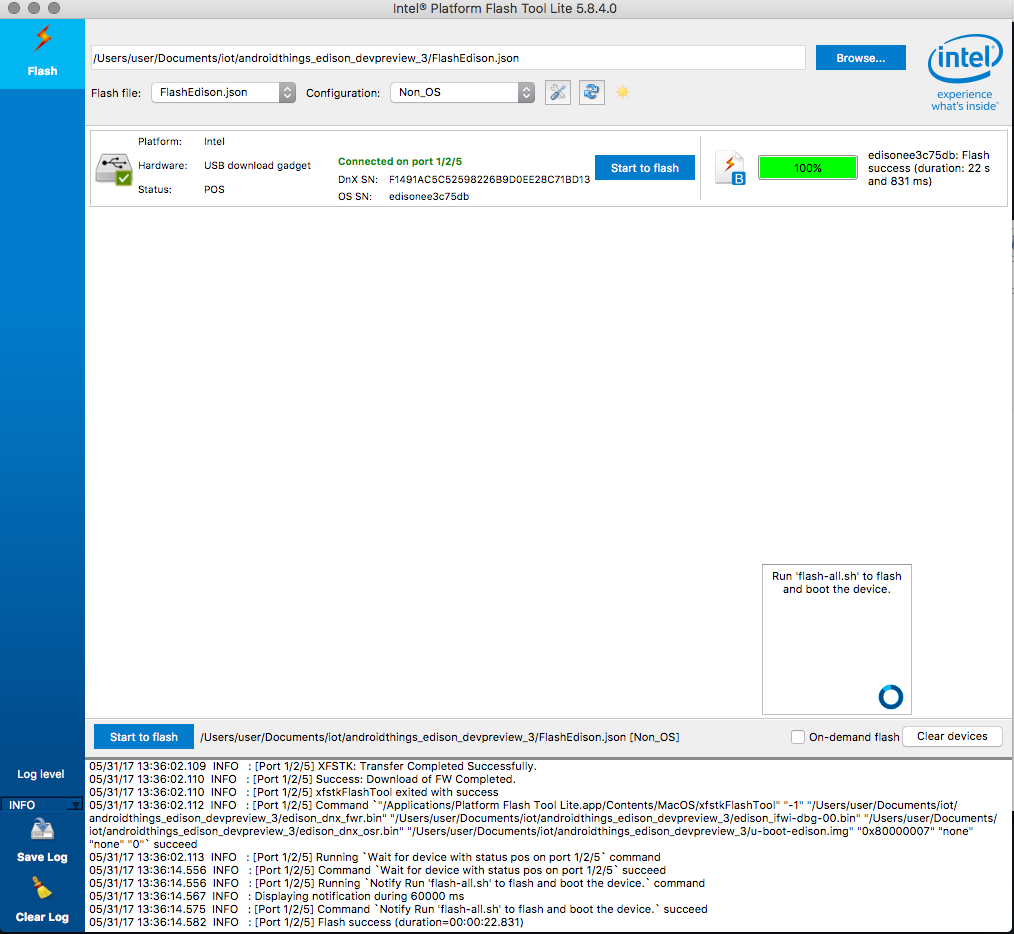 Intel® Platform Flash Tool Lite 5.8.4.0
Flash
/Users/user/Documents/iot/androidthings_edison_devpreview_3/FlashEdison.json
Browse...
Flash file:
FlashEdison.json
Configuration:
Non_OS
intel
experience
what's inside™
Platform:
Intel
Hardware:
USB download gadget
Status:
POS
Connected on port 1/2/5
DnX SN:
F1491AC5C52598226B9D0EE28C71BD13
OS SN:
edisonee3c75db
Start to flash
B
100%
edisonee3c75db: Flash
success (duration: 22 s
and 831 ms)
Run 'flash-all.sh' to flash
and boot the device.
Start to flash
/Users/user/Documents/iot/androidthings_edison_devpreview_3/FlashEdison.json [Non_OS]
On-demand flash
Clear devices
Log level
INFO
Save Log
Clear Log
05/31/17 13:36:02.109 INFO : [Port 1/2/5] XFSTK: Transfer Completed Successfully.
05/31/17 13:36:02.110 INFO : [Port 1/2/5] Success: Download of FW Completed.
05/31/17 13:36:02.110 INFO : [Port 1/2/5] xfstkFlashTool exited with success
05/31/17 13:36:02.112 INFO : [Port 1/2/5] Command `"/Applications/Platform Flash Tool Lite.app/Contents/MacOS/xfstkFlashTool" "-1" "/Users/user/Documents/iot/
androidthings_edison_devpreview_3/edison_dnx_fwr.bin" "/Users/user/Documents/iot/androidthings_edison_devpreview_3/edison_ifwi-dbg-00.bin" "/Users/user/Documents/
iot/androidthings_edison_devpreview_3/edison_dnx_osr.bin" "/Users/user/Documents/iot/androidthings_edison_devpreview_3/u-boot-edison.img" "0x80000007" "none"
"none" "0"` succeed
05/31/17 13:36:02.113 INFO : [Port 1/2/5] Running `Wait for device with status pos on port 1/2/5` command
05/31/17 13:36:14.556 INFO : [Port 1/2/5] Command `Wait for device with status pos on port 1/2/5` succeed
05/31/17 13:36:14.556 INFO : [Port 1/2/5] Running `Notify Run 'flash-all.sh' to flash and boot the device.` command
05/31/17 13:36:14.567 INFO : Displaying notification during 60000 ms
05/31/17 13:36:14.575 INFO : [Port 1/2/5] Command `Notify Run 'flash-all.sh' to flash and boot the device.` succeed
05/31/17 13:36:14.582 INFO : [Port 1/2/5] Flash success (duration=00:00:22.831)